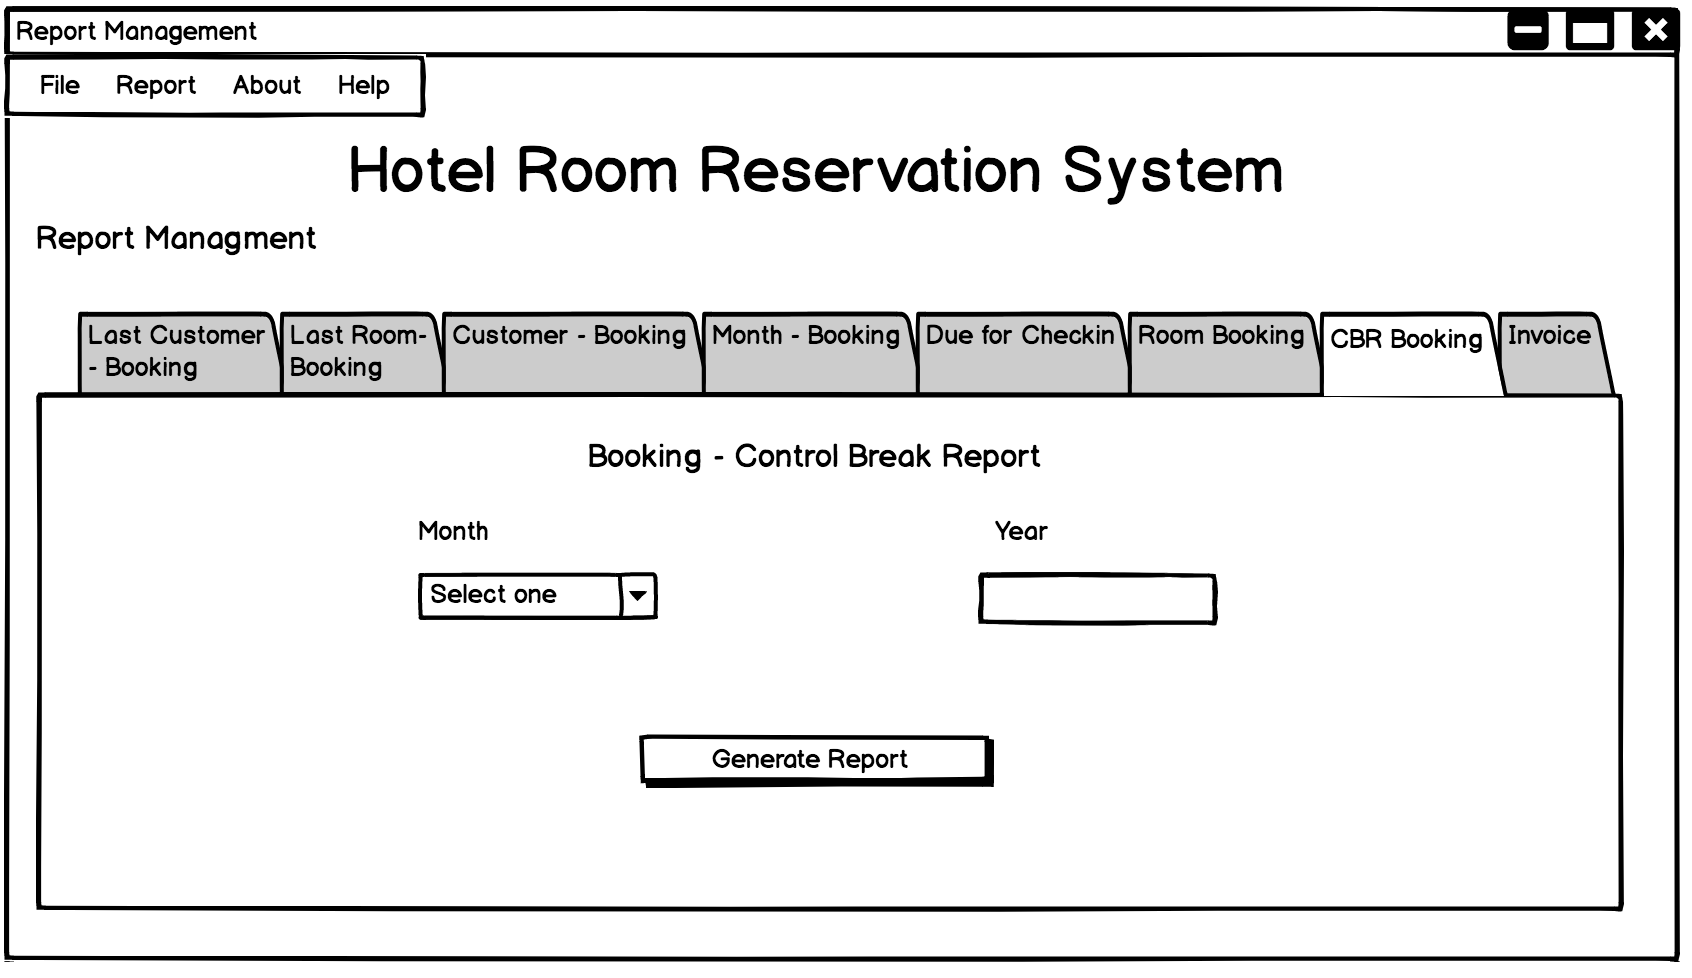 Report Management
File Report About Help
Hotel Room Reservation System
Report Managment
Last Customer
- Booking
Last Room-
Booking
Customer - Booking
Month - Booking
Due for Checkin
Room Booking
CBR Booking
Invoice
Booking - Control Break Report
Month
Year
Select one
Generate Report